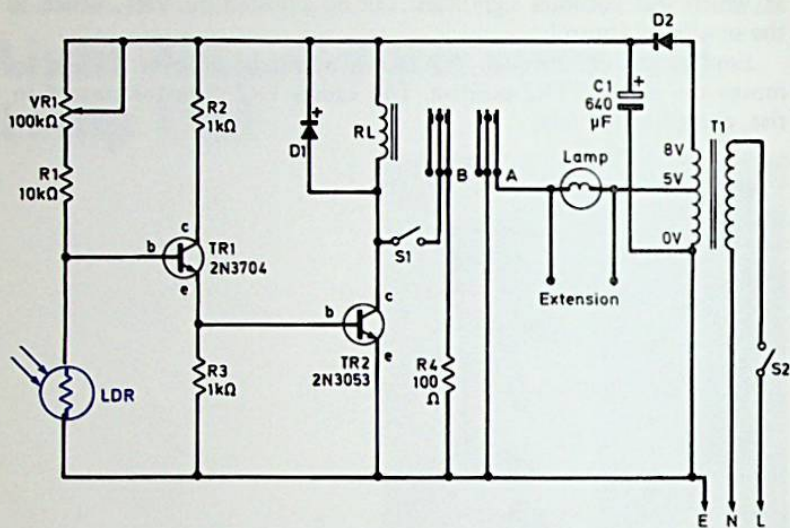 D2
VR1
100kΩ
R2
1kΩ
+
D1
RL
+
C1
640
μF
T1
8V
5V
0V
Lamp
B
A
R1
10kΩ
S1
Extension
c
b
TR1
2N3704
e
c
b
TR2
2N3053
e
LDR
R3
1kΩ
R4
100
Ω
S2
E
N
L